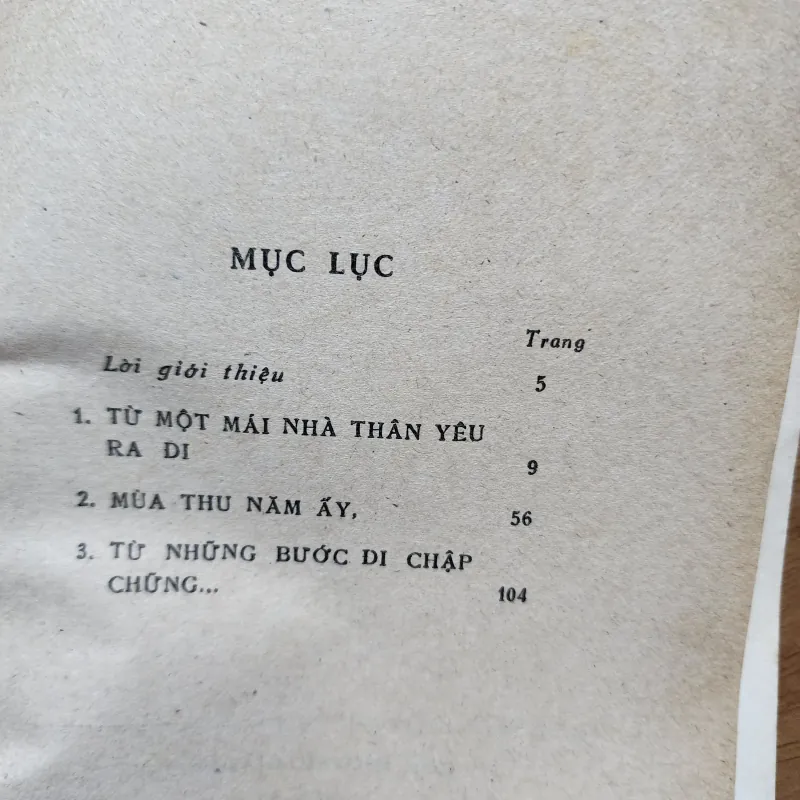 MỤC LỤC
Trang
Lời giới thiệu 5
1. TỪ MỘT MÁI NHÀ THÂN YÊU
RA ĐI 9
2. MÙA THU NĂM ẤY, 56
3. TỪ NHỮNG BƯỚC ĐI CHẬP
CHỮNG... 104